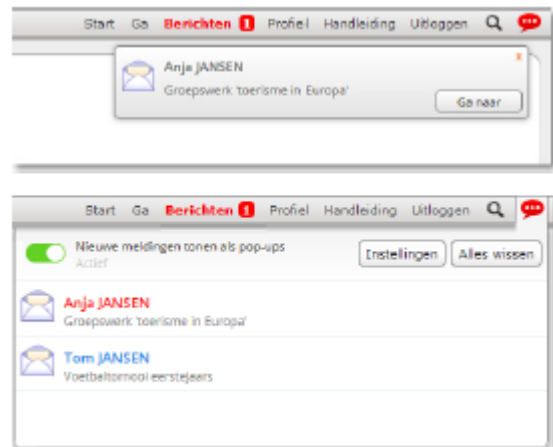 Start Ga Berichten 1 Profiel Handleiding Uitloggen
x
Anja JANSEN
Groepswerk 'toerisme in Europa'
Ga naar
Start Ga Berichten 1 Profiel Handleiding Uitloggen
Nieuwe meldingen tonen als pop-ups
Actief
Instellingen Alles wissen
Anja JANSEN
Groepswerk 'toerisme in Europa'
Tom JANSEN
Voetbaltornooi eerstejaars